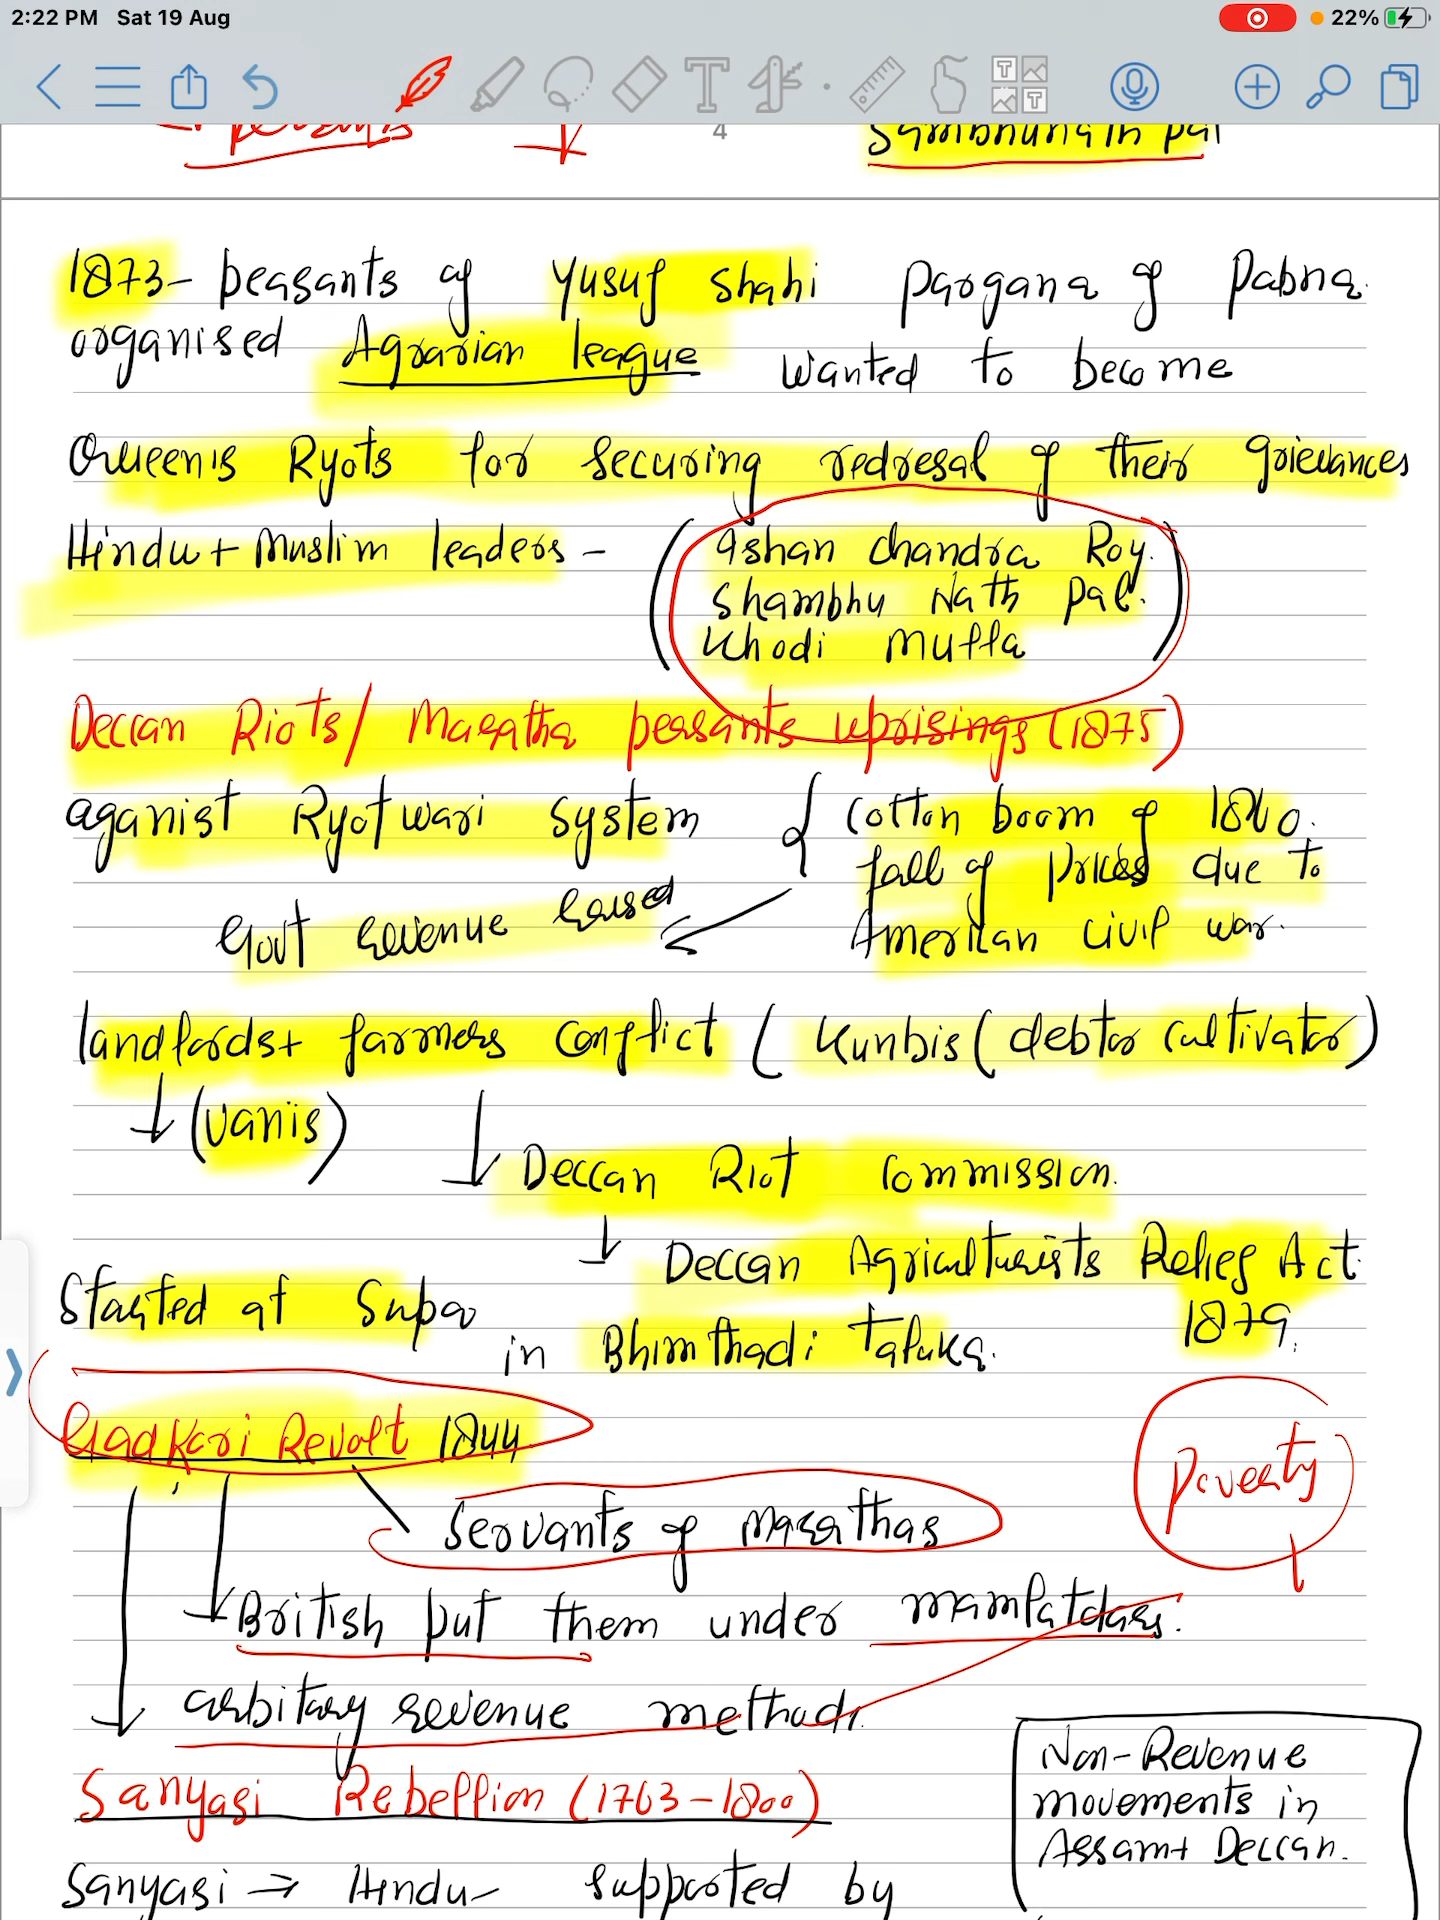 2:22 PM Sat 19 Aug
22%
4
Sambhunath pal
1873- peasants of Yusuf Shahi Pargana of Pabna.
organised Agrarian league wanted to become
Queens Ryots for securing redresal of their grievances
Hindu + Muslim leaders - (Ishan Chandra Roy.
Shambhu Nath Pal.
Khodi Mulla)
Deccan Riots/ Maratha peasants uprisings (1875)
aganist Ryotwari System { Cotton boom of 1860.
fall of prices due to
Govt revenue raised
American civil war.
landlords+ farmers Conflict ( Kunbis (debtor cultivator)
(vanis)
Deccan Riot Commission.
Deccan Agriculturists Relief Act
1879.
Started at Supa
in Bhimthadi Taluka.
Gadkari Revolt 1844
Poverty
Servants of Marathas
British put them under mamlatdars.
arbitary revenue methods.
Sanyasi Rebellion (1763-1800)
Non-Revenue
movements in
Assam+ Deccan.
Sanyasi → Hindu supported by